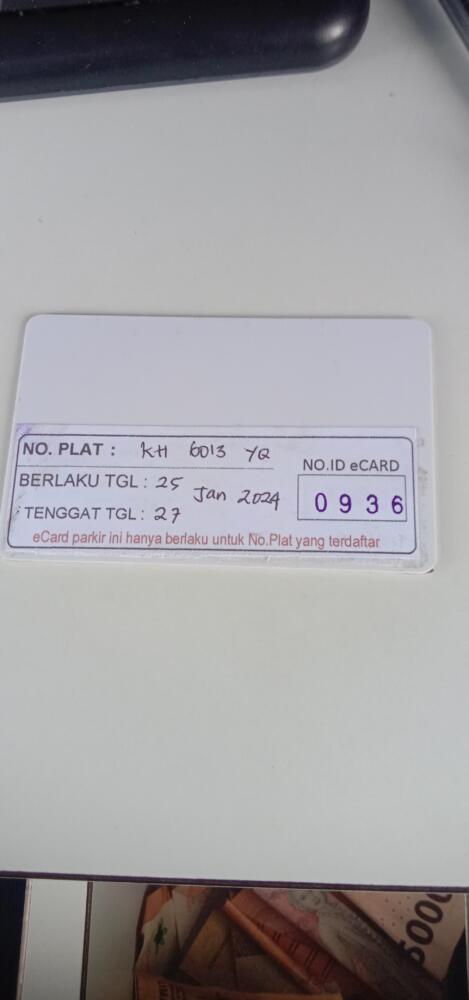 NO. PLAT : KH 6013 YQ
NO.ID eCARD
BERLAKU TGL : 25 Jan 2024
0936
TENGGAT TGL : 27
eCard parkir ini hanya berlaku untuk No.Plat yang terdaftar
5000